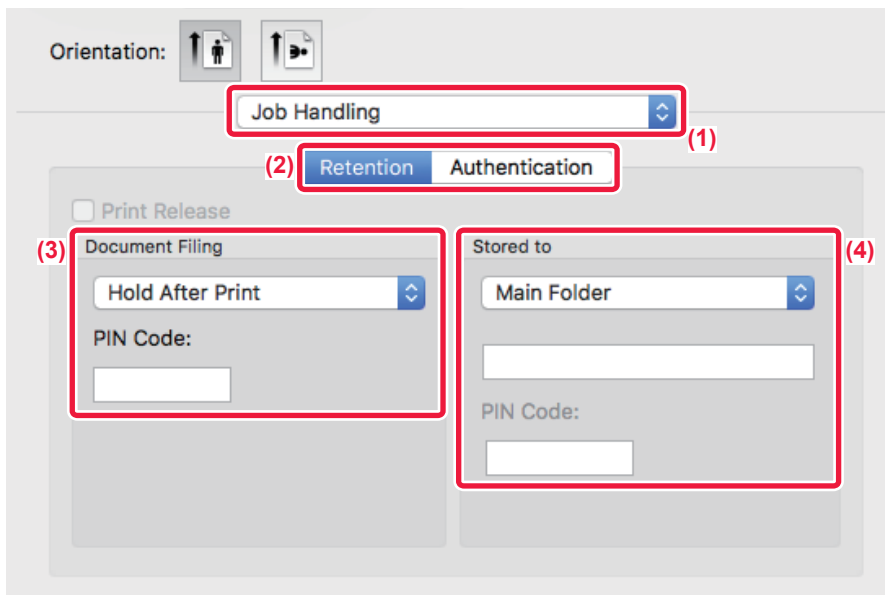 Orientation:
Job Handling
(1)
(2)
Retention
Authentication
Print Release
(3)
Document Filing
Stored to
(4)
Hold After Print
Main Folder
PIN Code:
PIN Code: